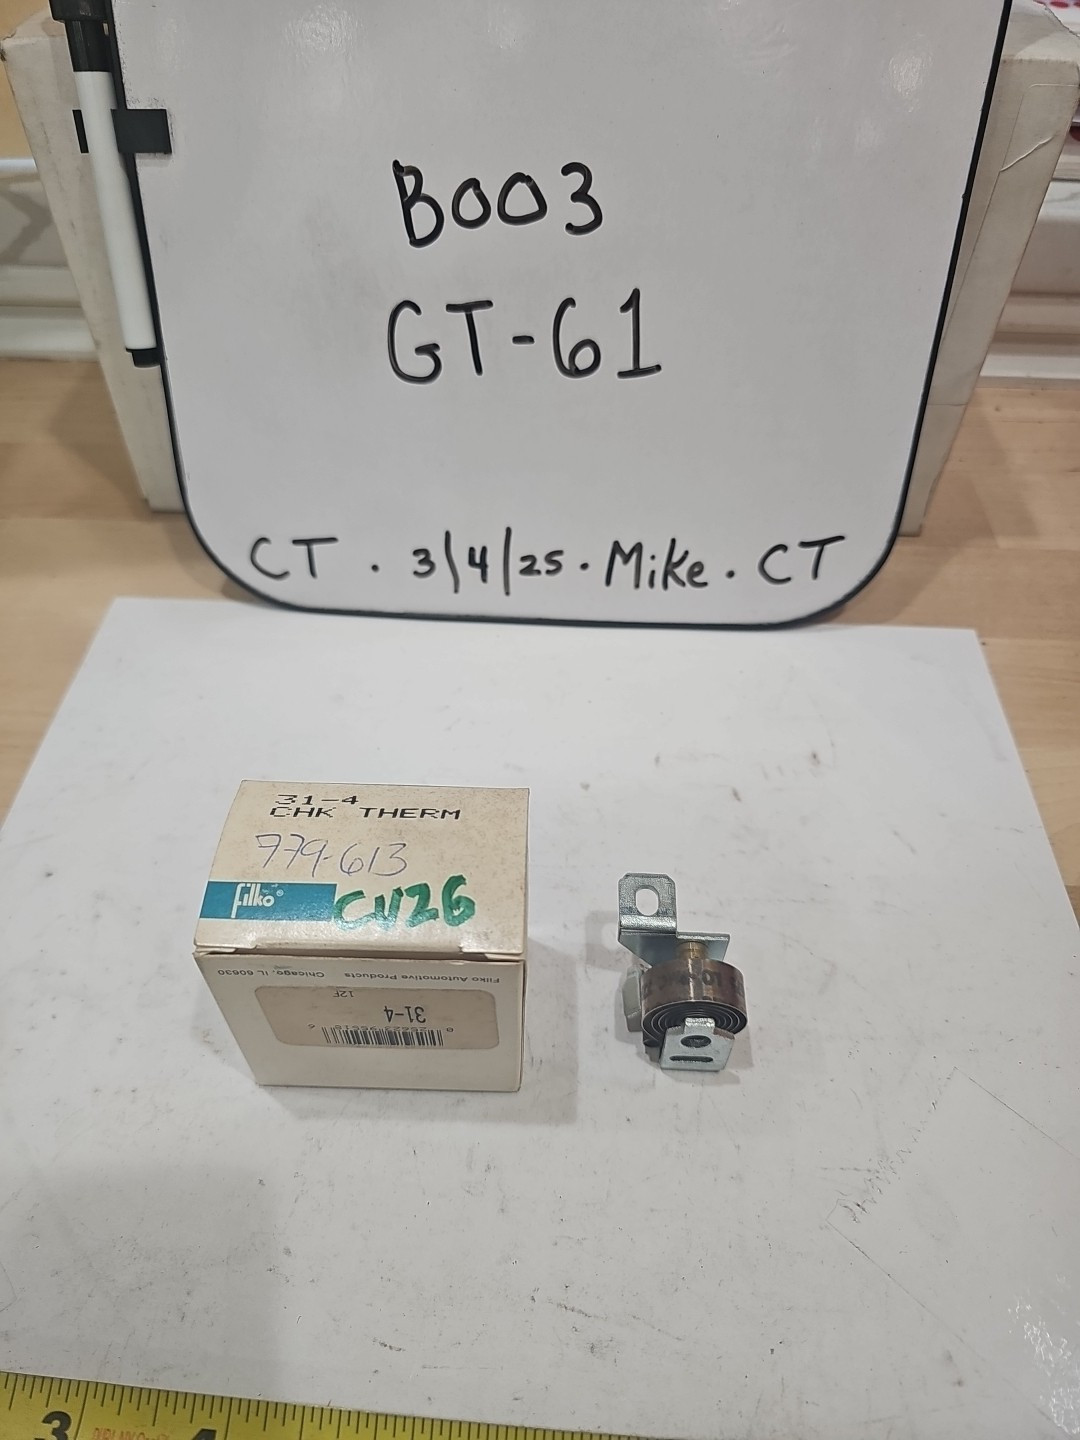 B003
GT-61
CT . 3/4/25 . Mike . CT
31-4
CHK THERM
779-613
filko®
CV26
Filko Automotive Products Chicago, IL 60630
12F
31-4
3
4